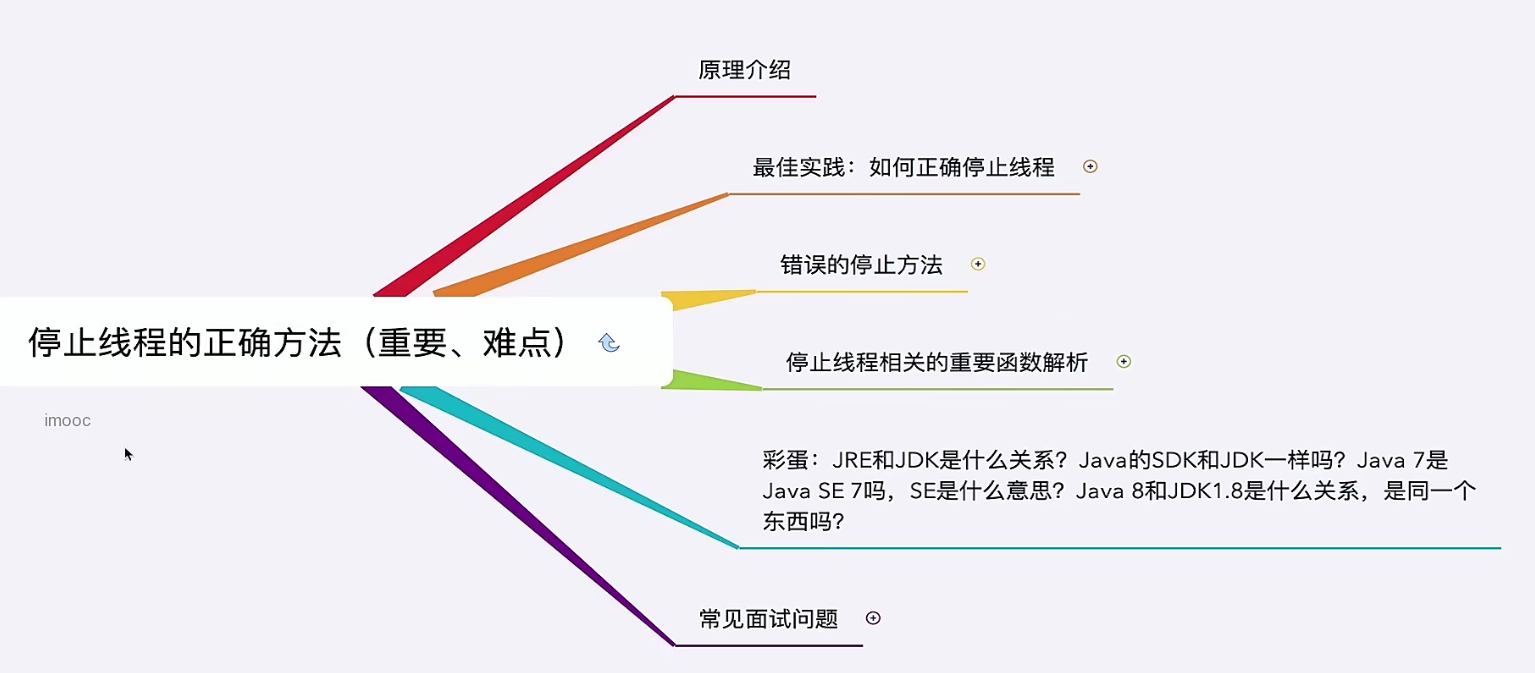 原理介绍
最佳实践：如何正确停止线程
错误的停止方法
停止线程的正确方法（重要、难点）
停止线程相关的重要函数解析
imooc
彩蛋：JRE和JDK是什么关系？Java的SDK和JDK一样吗？Java 7是
Java SE 7吗，SE是什么意思？Java 8和JDK1.8是什么关系，是同一个
东西吗？
常见面试问题